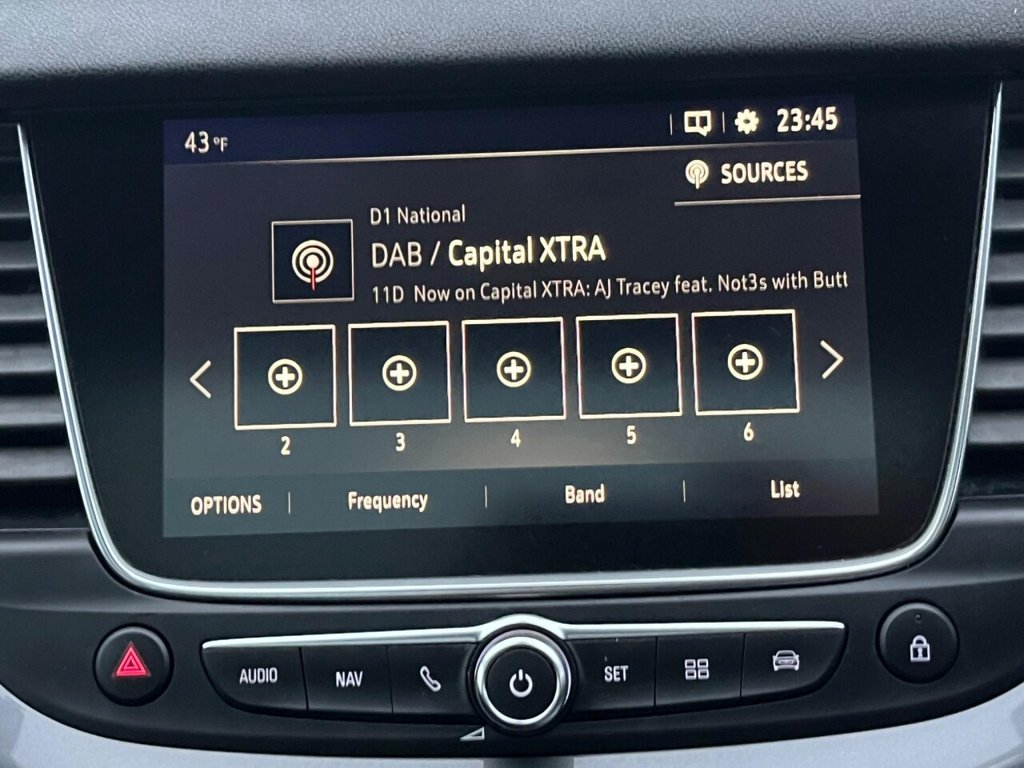 43 °F
23:45
SOURCES
D1 National
DAB / Capital XTRA
11D Now on Capital XTRA: AJ Tracey feat. Not3s with Butt
2 3 4 5 6
OPTIONS Frequency Band List
AUDIO NAV SET